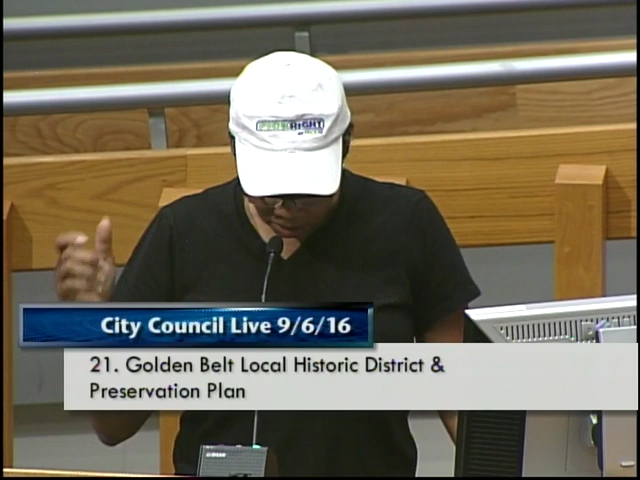 City Council Live 9/6/16
21. Golden Belt Local Historic District &
Preservation Plan